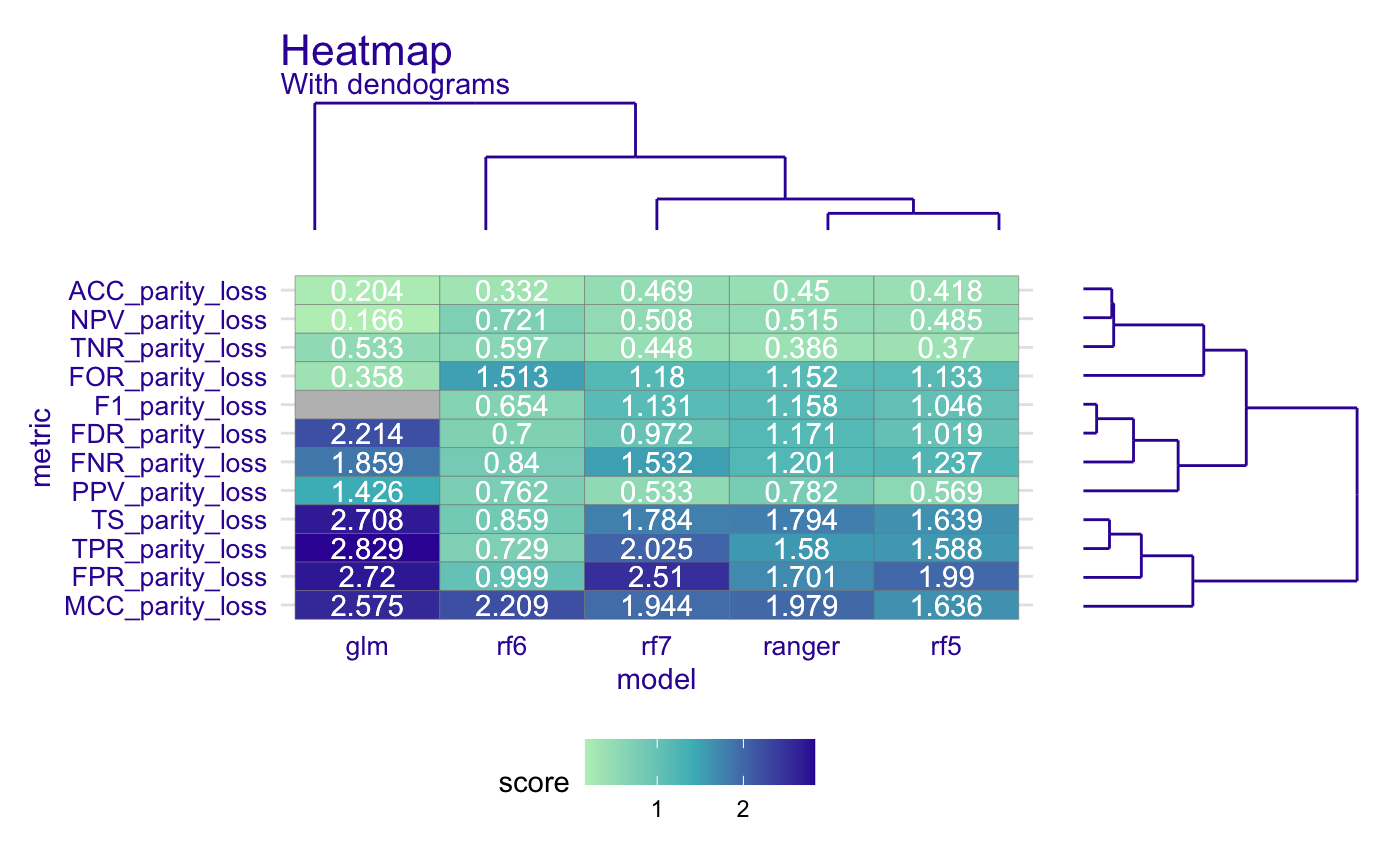 Heatmap
With dendograms
metric
ACC_parity_loss 0.204 0.332 0.469 0.45 0.418
NPV_parity_loss 0.166 0.721 0.508 0.515 0.485
TNR_parity_loss 0.533 0.597 0.448 0.386 0.37
FOR_parity_loss 0.358 1.513 1.18 1.152 1.133
F1_parity_loss 0.654 1.131 1.158 1.046
FDR_parity_loss 2.214 0.7 0.972 1.171 1.019
FNR_parity_loss 1.859 0.84 1.532 1.201 1.237
PPV_parity_loss 1.426 0.762 0.533 0.782 0.569
TS_parity_loss 2.708 0.859 1.784 1.794 1.639
TPR_parity_loss 2.829 0.729 2.025 1.58 1.588
FPR_parity_loss 2.72 0.999 2.51 1.701 1.99
MCC_parity_loss 2.575 2.209 1.944 1.979 1.636
glm rf6 rf7 ranger rf5
model
score
1 2